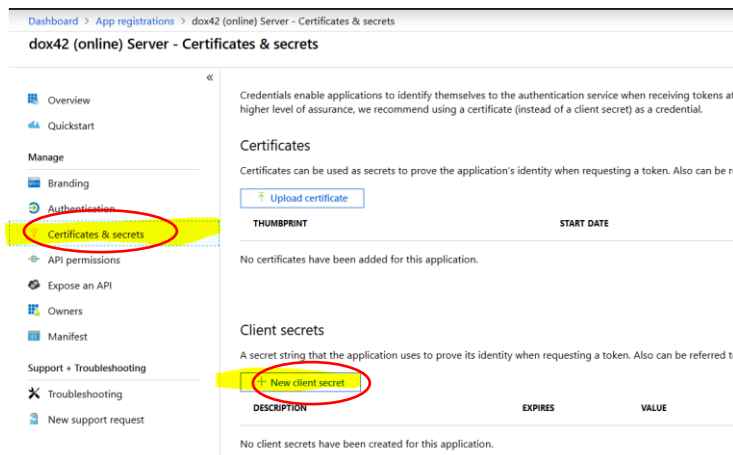 Dashboard > App registrations > dox42 (online) Server - Certificates & secrets
dox42 (online) Server - Certificates & secrets
«
Overview
Quickstart
Manage
Branding
Authentication
Certificates & secrets
API permissions
Expose an API
Owners
Manifest
Support + Troubleshooting
Troubleshooting
New support request
Credentials enable applications to identify themselves to the authentication service when receiving tokens at
higher level of assurance, we recommend using a certificate (instead of a client secret) as a credential.
Certificates
Certificates can be used as secrets to prove the application's identity when requesting a token. Also can be
Upload certificate
THUMBPRINT START DATE
No certificates have been added for this application.
Client secrets
A secret string that the application uses to prove its identity when requesting a token. Also can be referred
+ New client secret
DESCRIPTION EXPIRES VALUE
No client secrets have been created for this application.